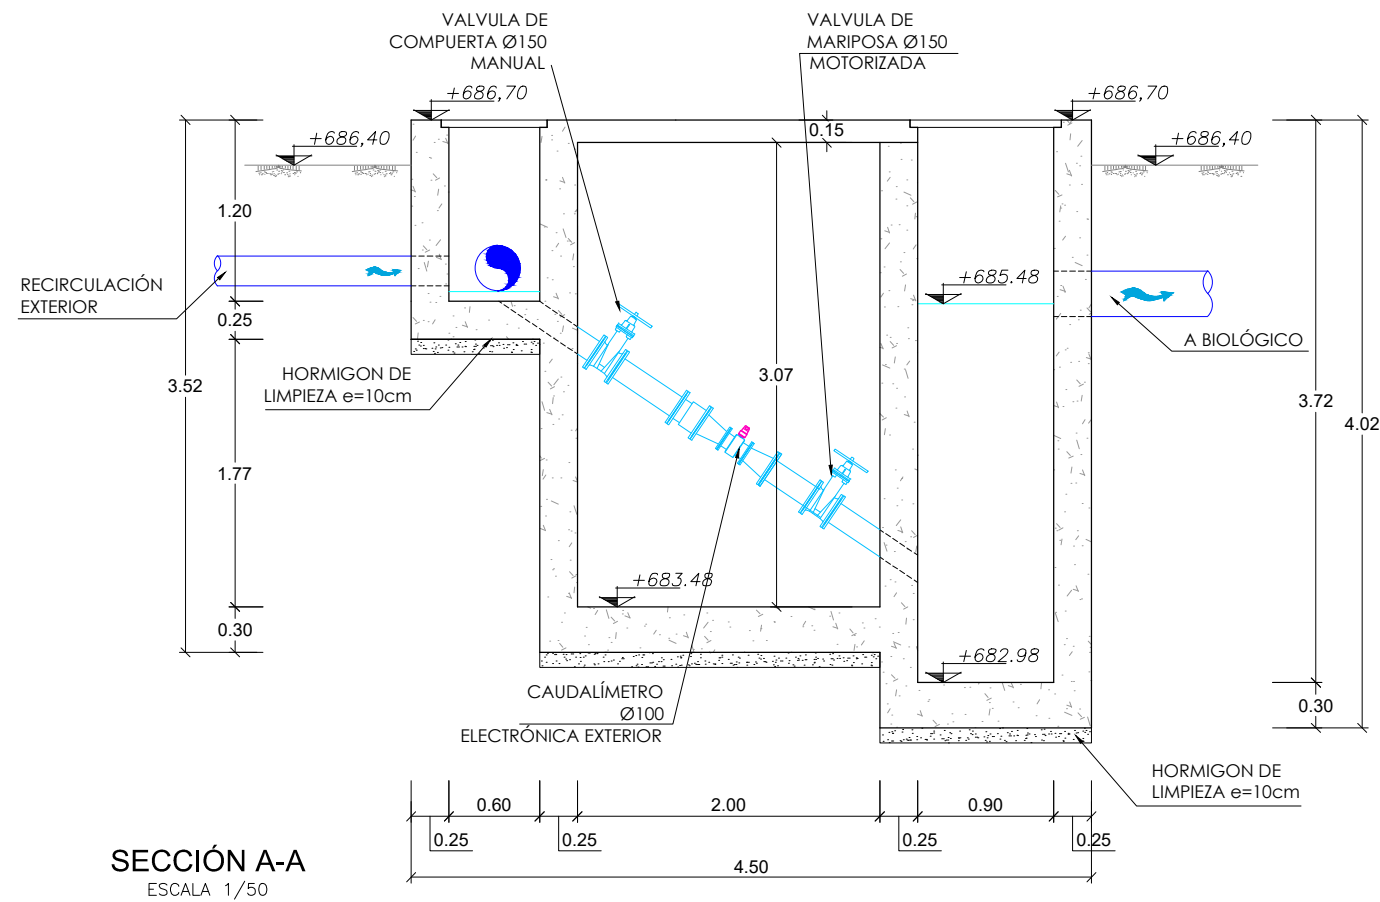 VALVULA DE
COMPUERTA Ø150
MANUAL
VALVULA DE
MARIPOSA Ø150
MOTORIZADA
+686,70
+686,70
+686,40
+686,40
0.15
1.20
RECIRCULACIÓN
EXTERIOR
0.25
+685.48
A BIOLÓGICO
HORMIGON DE
LIMPIEZA e=10cm
3.52
3.07
3.72
4.02
1.77
+683.48
0.30
+682.98
CAUDALÍMETRO
Ø100
ELECTRÓNICA EXTERIOR
0.30
HORMIGON DE
LIMPIEZA e=10cm
0.60
2.00
0.90
0.25
0.25
0.25
0.25
4.50
SECCIÓN A-A
ESCALA 1/50